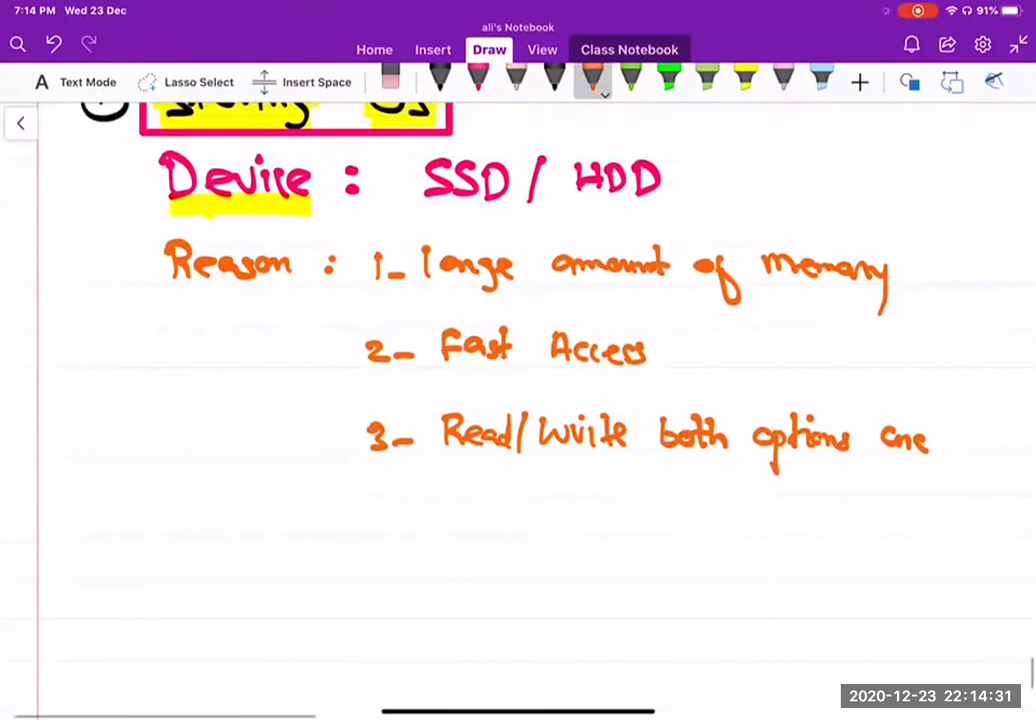 7:14 PM Wed 23 Dec
91%
ali's Notebook
Home Insert Draw View Class Notebook
A Text Mode Lasso Select Insert Space
Storing OS
Device : SSD / HDD
Reason : 1- large amount of memory
2- Fast Access
3- Read/Write both options are
2020-12-23 22:14:31